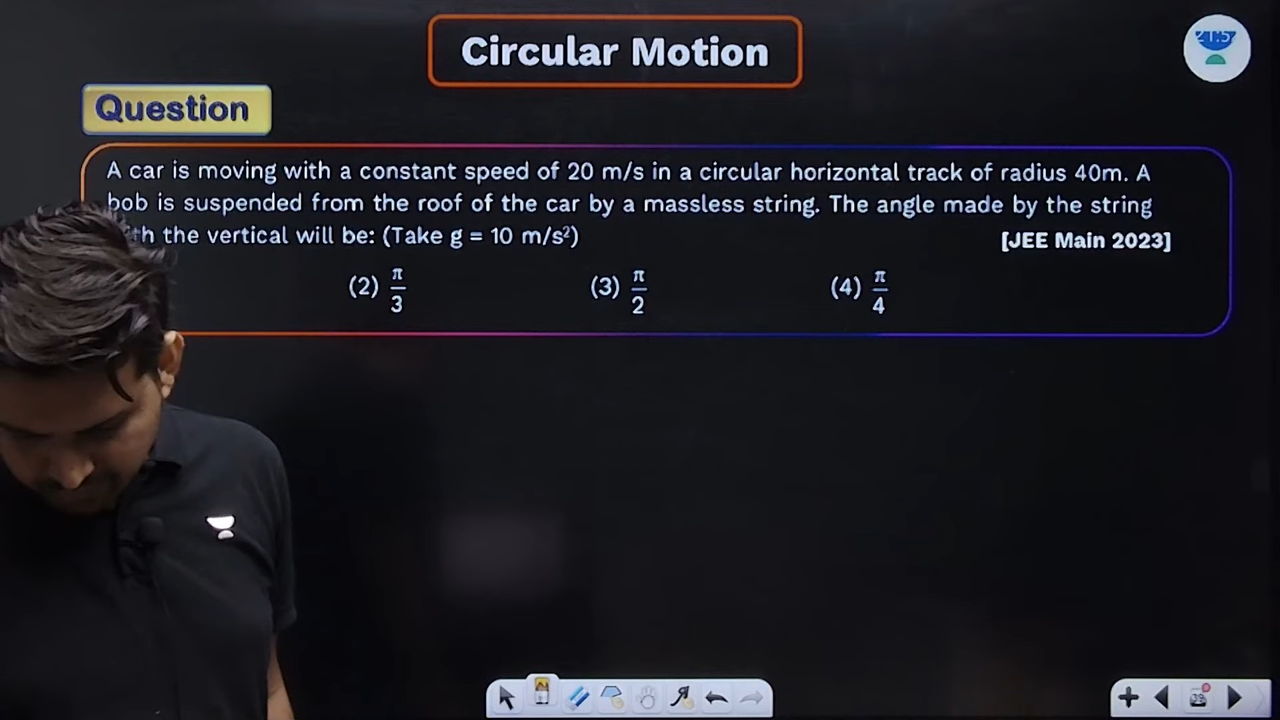 Circular Motion
Question
A car is moving with a constant speed of 20 m/s in a circular horizontal track of radius 40m. A
bob is suspended from the roof of the car by a massless string. The angle made by the string
the vertical will be: (Take g = 10 m/s²)
[JEE Main 2023]
(2) π/3 (3) π/2 (4) π/4